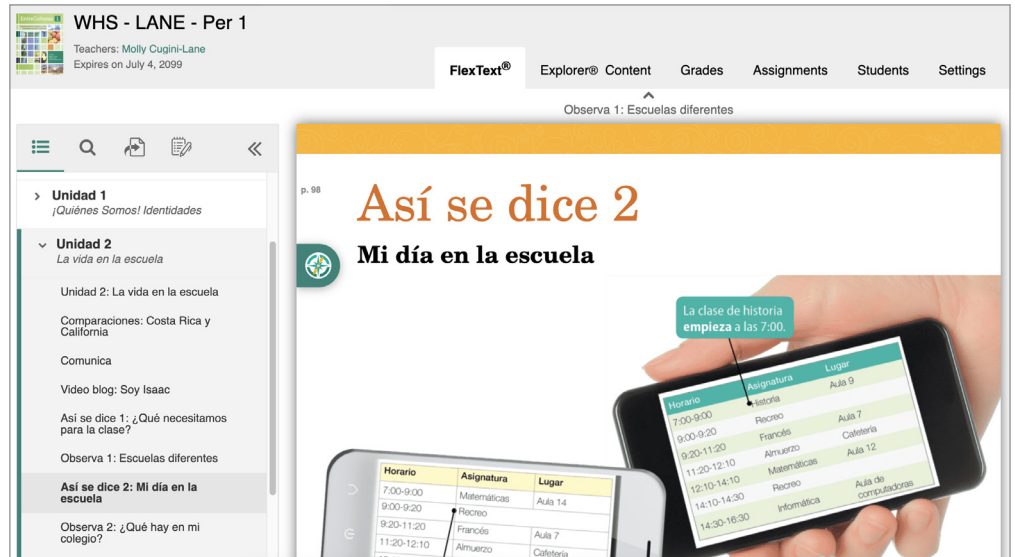 WHS - LANE - Per 1
Teachers: Molly Cugini-Lane
Expires on July 4, 2099
FlexText® Explorer® Content Grades Assignments Students Settings
Observa 1: Escuelas diferentes
Unidad 1
¡Quiénes Somos! Identidades
Unidad 2
La vida en la escuela
Unidad 2: La vida en la escuela
Comparaciones: Costa Rica y
California
Comunica
Video blog: Soy Isaac
Así se dice 1: ¿Qué necesitamos
para la clase?
Observa 1: Escuelas diferentes
Así se dice 2: Mi día en la
escuela
Observa 2: ¿Qué hay en mi
colegio?
p. 98
Así se dice 2
Mi día en la escuela
La clase de historia
empieza a las 7:00.
Horario Asignatura Lugar
7:00-9:00 Historia Aula 9
9:00-9:20 Recreo
9:20-11:20 Francés Aula 7
11:20-12:10 Almuerzo Cafetería
12:10-14:10 Matemáticas Aula 12
14:10-14:30 Recreo
14:30-16:30 Informática Aula de
computadoras
Horario Asignatura Lugar
7:00-9:00 Matemáticas Aula 14
9:00-9:20 Recreo
9:20-11:20 Francés Aula 7
11:20-12:10 Almuerzo Cafetería